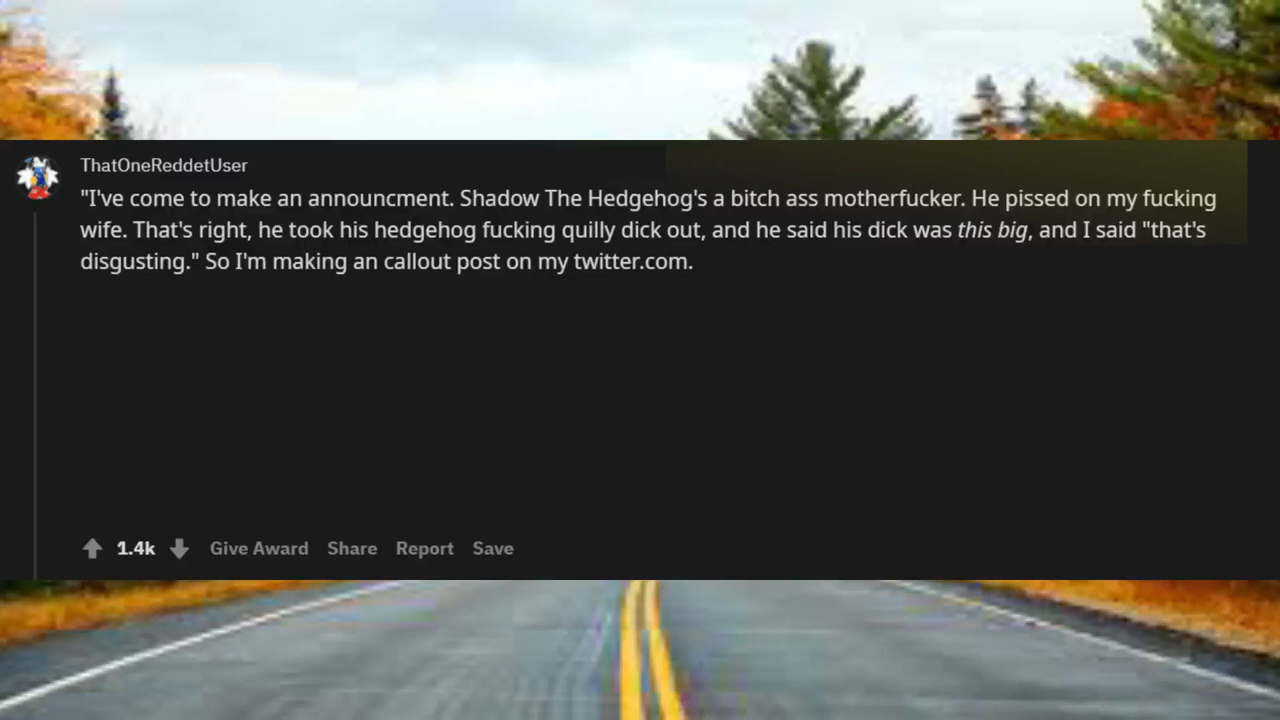 ThatOneReddetUser
"I've come to make an announcment. Shadow The Hedgehog's a bitch ass motherfucker. He pissed on my fucking
wife. That's right, he took his hedgehog fucking quilly dick out, and he said his dick was this big, and I said "that's
disgusting." So I'm making an callout post on my twitter.com.
1.4k Give Award Share Report Save